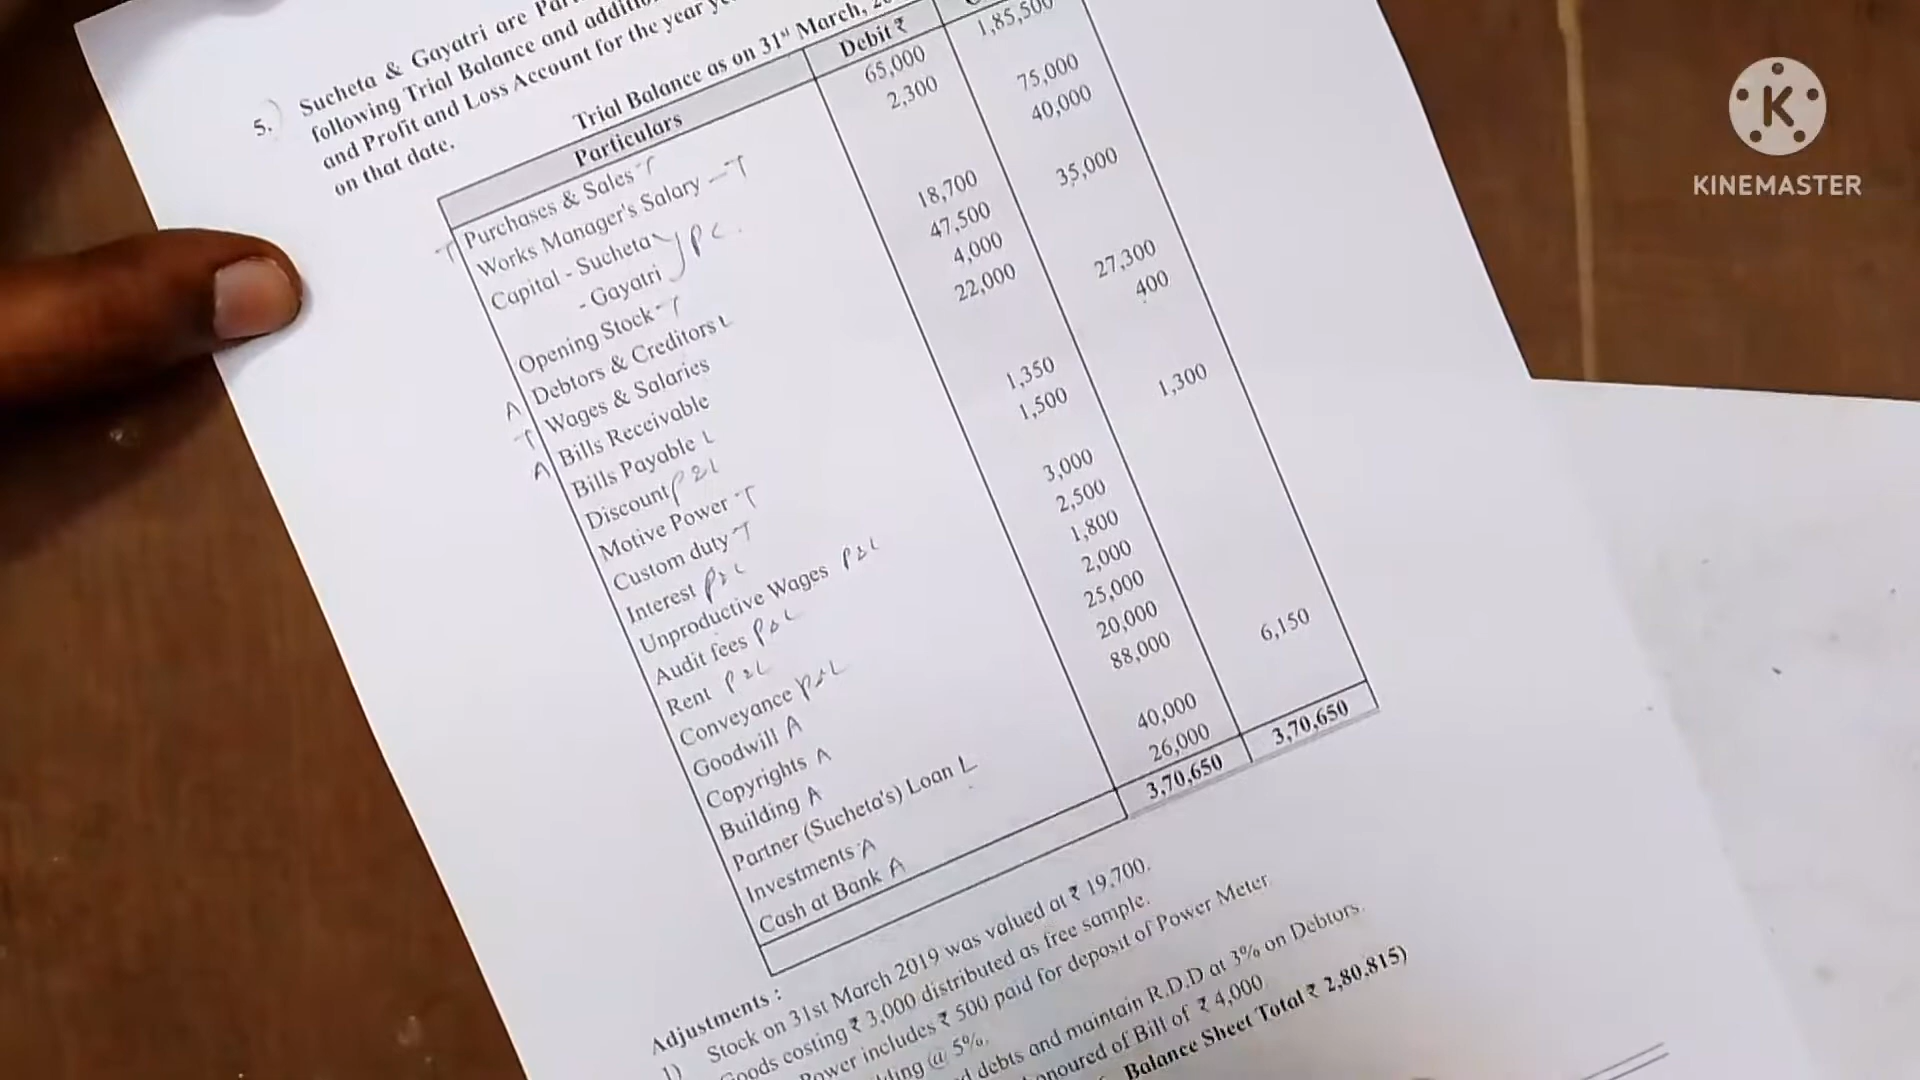 5. Sucheta & Gayatri are
following Trial Balance and
and Profit and Loss Account for the year
on that date.
Trial Balance as on 31st March,
Particulars Debit ₹
Purchases & Sales T 65,000 1,85,500
T Works Manager's Salary - T 2,300
Capital - Sucheta 75,000
- Gayatri 40,000
Opening Stock - T 18,700
A Debtors & Creditors L 47,500 35,000
T Wages & Salaries 4,000
A Bills Receivable 22,000
Bills Payable L 27,300
Discount P&L 400
Motive Power T 1,350
Custom duty T 1,500
Interest P&L 1,300
Unproductive Wages P&L 3,000
Audit fees P&L 2,500
Rent P&L 1,800
Conveyance P&L 2,000
Goodwill A 25,000
Copyrights A 20,000
Building A 88,000
Partner (Sucheta's) Loan L 6,150
Investments A 40,000
Cash at Bank A 26,000
3,70,650 3,70,650
Adjustments :
1) Stock on 31st March 2019 was valued at ₹ 19,700.
Goods costing ₹ 3,000 distributed as free sample.
Power includes ₹ 500 paid for deposit of Power Meter
@ 5%.
debts and maintain R.D.D at 3% on Debtors.
of Bill of ₹ 4,000
Balance Sheet Total ₹ 2,80,815)
K
KINEMASTER